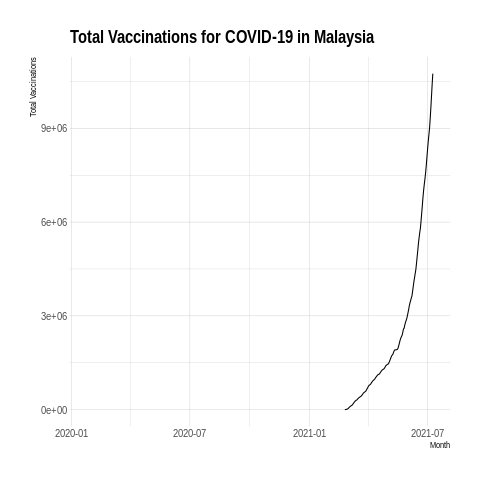 Total Vaccinations for COVID-19 in Malaysia
Total Vaccinations
9e+06
6e+06
3e+06
0e+00
2020-01 2020-07 2021-01 2021-07
Month